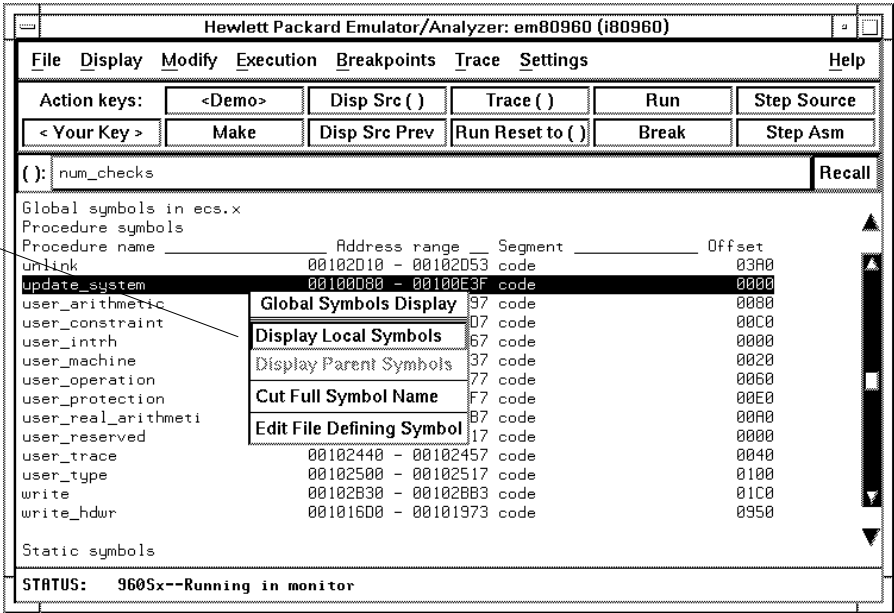 Hewlett Packard Emulator/Analyzer: em80960 (i80960)
File Display Modify Execution Breakpoints Trace Settings Help
Action keys: <Demo> Disp Src ( ) Trace ( ) Run Step Source
< Your Key > Make Disp Src Prev Run Reset to ( ) Break Step Asm
( ): num_checks Recall
Global symbols in ecs.x
Procedure symbols
Procedure name ________________ Address range __ Segment ____________ Offset
unlink 00102D10 - 00102D53 code 03A0
update_system 00100D80 - 00100E3F code 0000
user_arithmetic Global Symbols Display 97 code 0080
user_constraint D7 code 00C0
user_intrh Display Local Symbols 67 code 0000
user_machine Display Parent Symbols 37 code 0020
user_operation 77 code 0060
user_protection Cut Full Symbol Name F7 code 00E0
user_real_arithmeti B7 code 00A0
user_reserved Edit File Defining Symbol 17 code 0000
user_trace 00102440 - 00102457 code 0040
user_type 00102500 - 00102517 code 0100
write 00102B30 - 00102BB3 code 01C0
write_hdwr 001016D0 - 00101973 code 0950
Static symbols
STATUS: 960Sx--Running in monitor